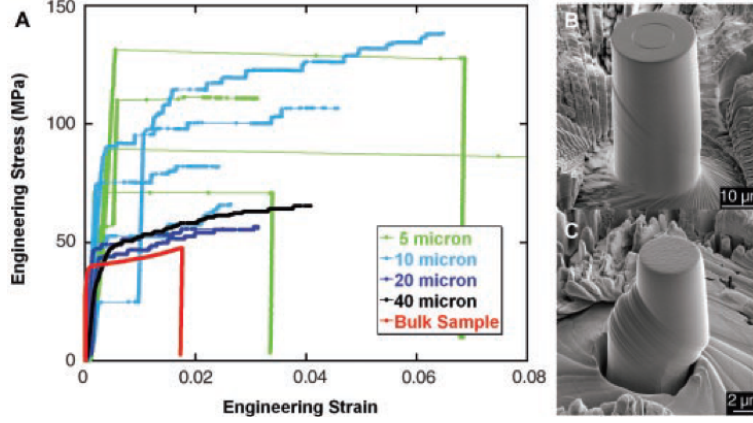 A
150
100
50
0
Engineering Stress (MPa)
0
0.02
0.04
0.06
0.08
Engineering Strain
5 micron
10 micron
20 micron
40 micron
Bulk Sample
B
10 µm
C
2 µm